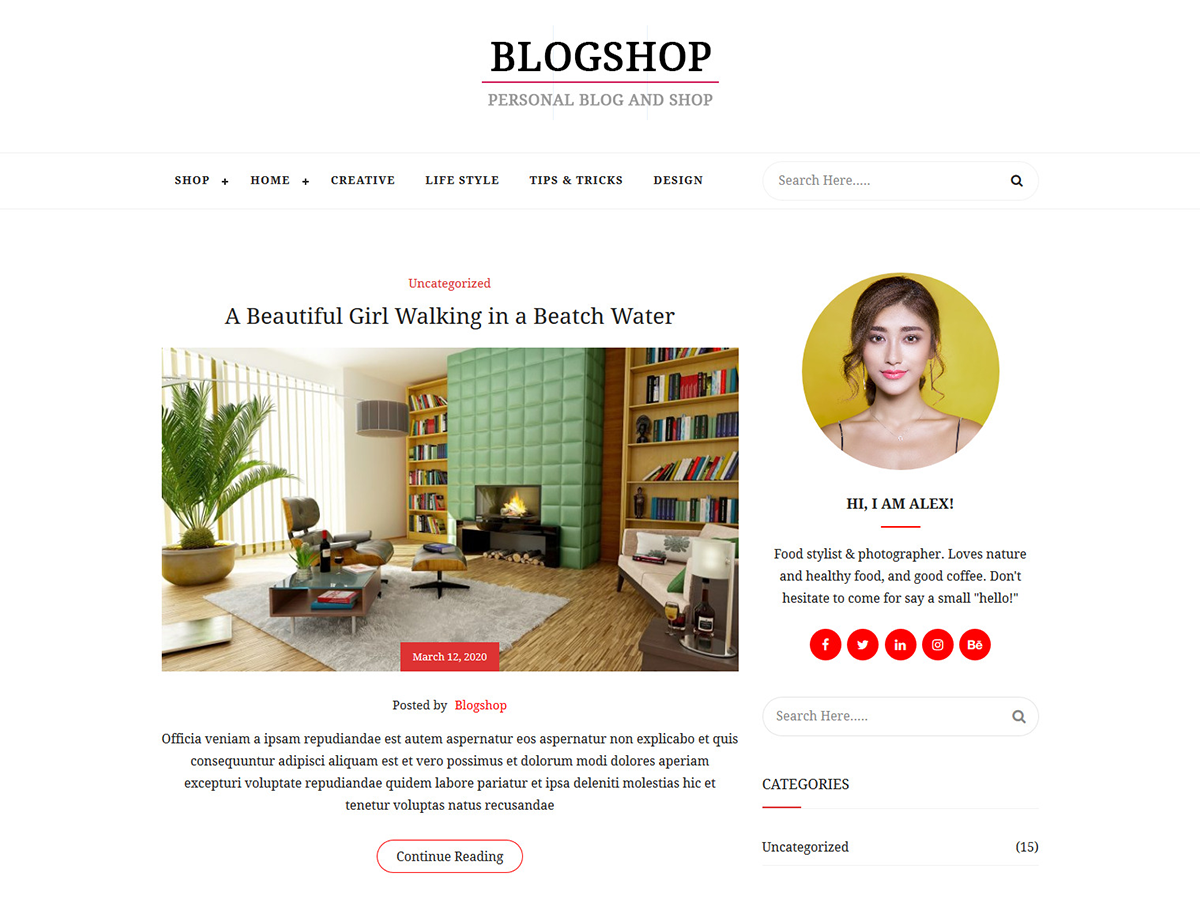 BLOGSHOP
PERSONAL BLOG AND SHOP
SHOP + HOME + CREATIVE LIFE STYLE TIPS & TRICKS DESIGN
Search Here.....
Uncategorized
A Beautiful Girl Walking in a Beatch Water
March 12, 2020
Posted by Blogshop
Officia veniam a ipsam repudiandae est autem aspernatur eos aspernatur non explicabo et quis
consequuntur adipisci aliquam est et vero possimus et dolorum modi dolores aperiam
excepturi voluptate repudiandae quidem labore pariatur et ipsa deleniti molestias hic et
tenetur voluptas natus recusandae
Continue Reading
HI, I AM ALEX!
Food stylist & photographer. Loves nature
and healthy food, and good coffee. Don't
hesitate to come for say a small "hello!"
Search Here.....
CATEGORIES
Uncategorized (15)